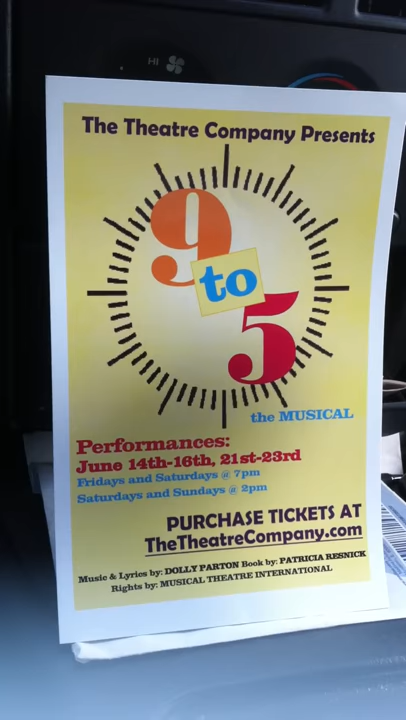 HI
The Theatre Company Presents
9
to
5
the MUSICAL
Performances:
June 14th-16th, 21st-23rd
Fridays and Saturdays @ 7pm
Saturdays and Sundays @ 2pm
PURCHASE TICKETS AT
TheTheatreCompany.com
Music & Lyrics by: DOLLY PARTON Book by: PATRICIA RESNICK
Rights by: MUSICAL THEATRE INTERNATIONAL